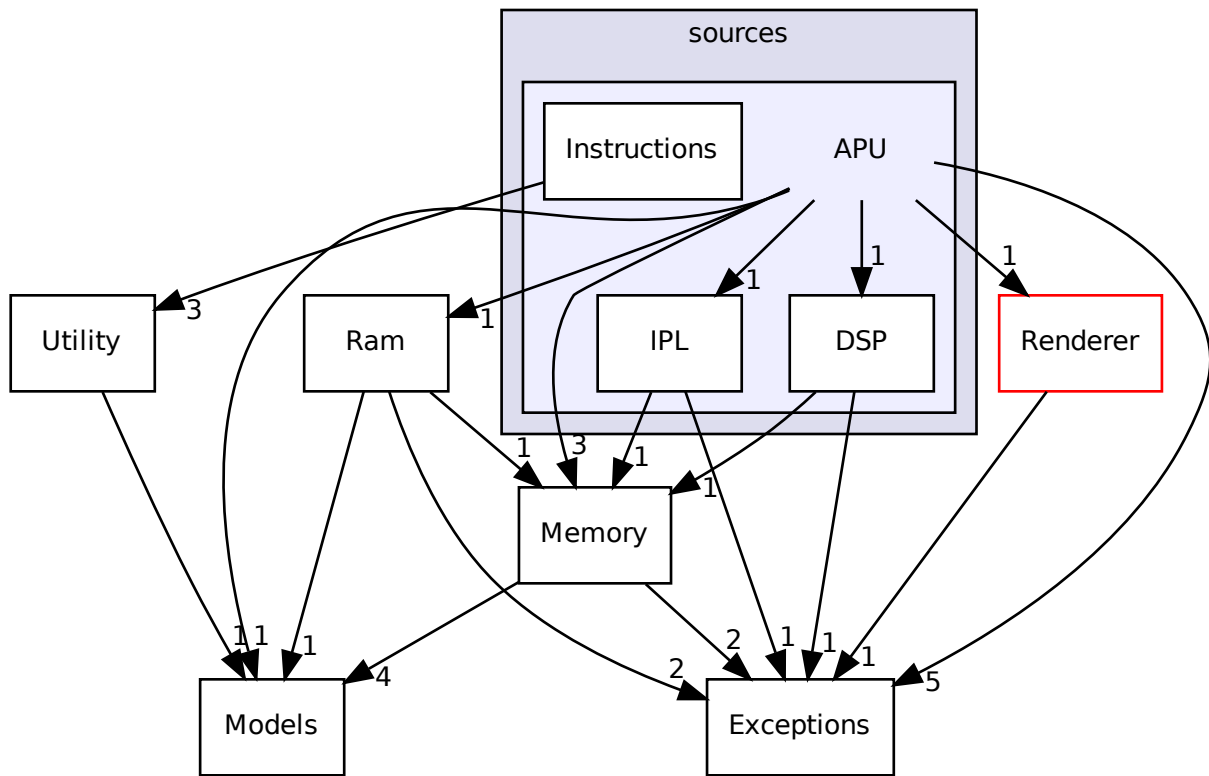 sources
Instructions
APU
1
1
1
3
1
Utility
Ram
IPL
DSP
Renderer
1
3
1
1
Memory
1
1
1
4
2
2
1
1
1
5
Models
Exceptions